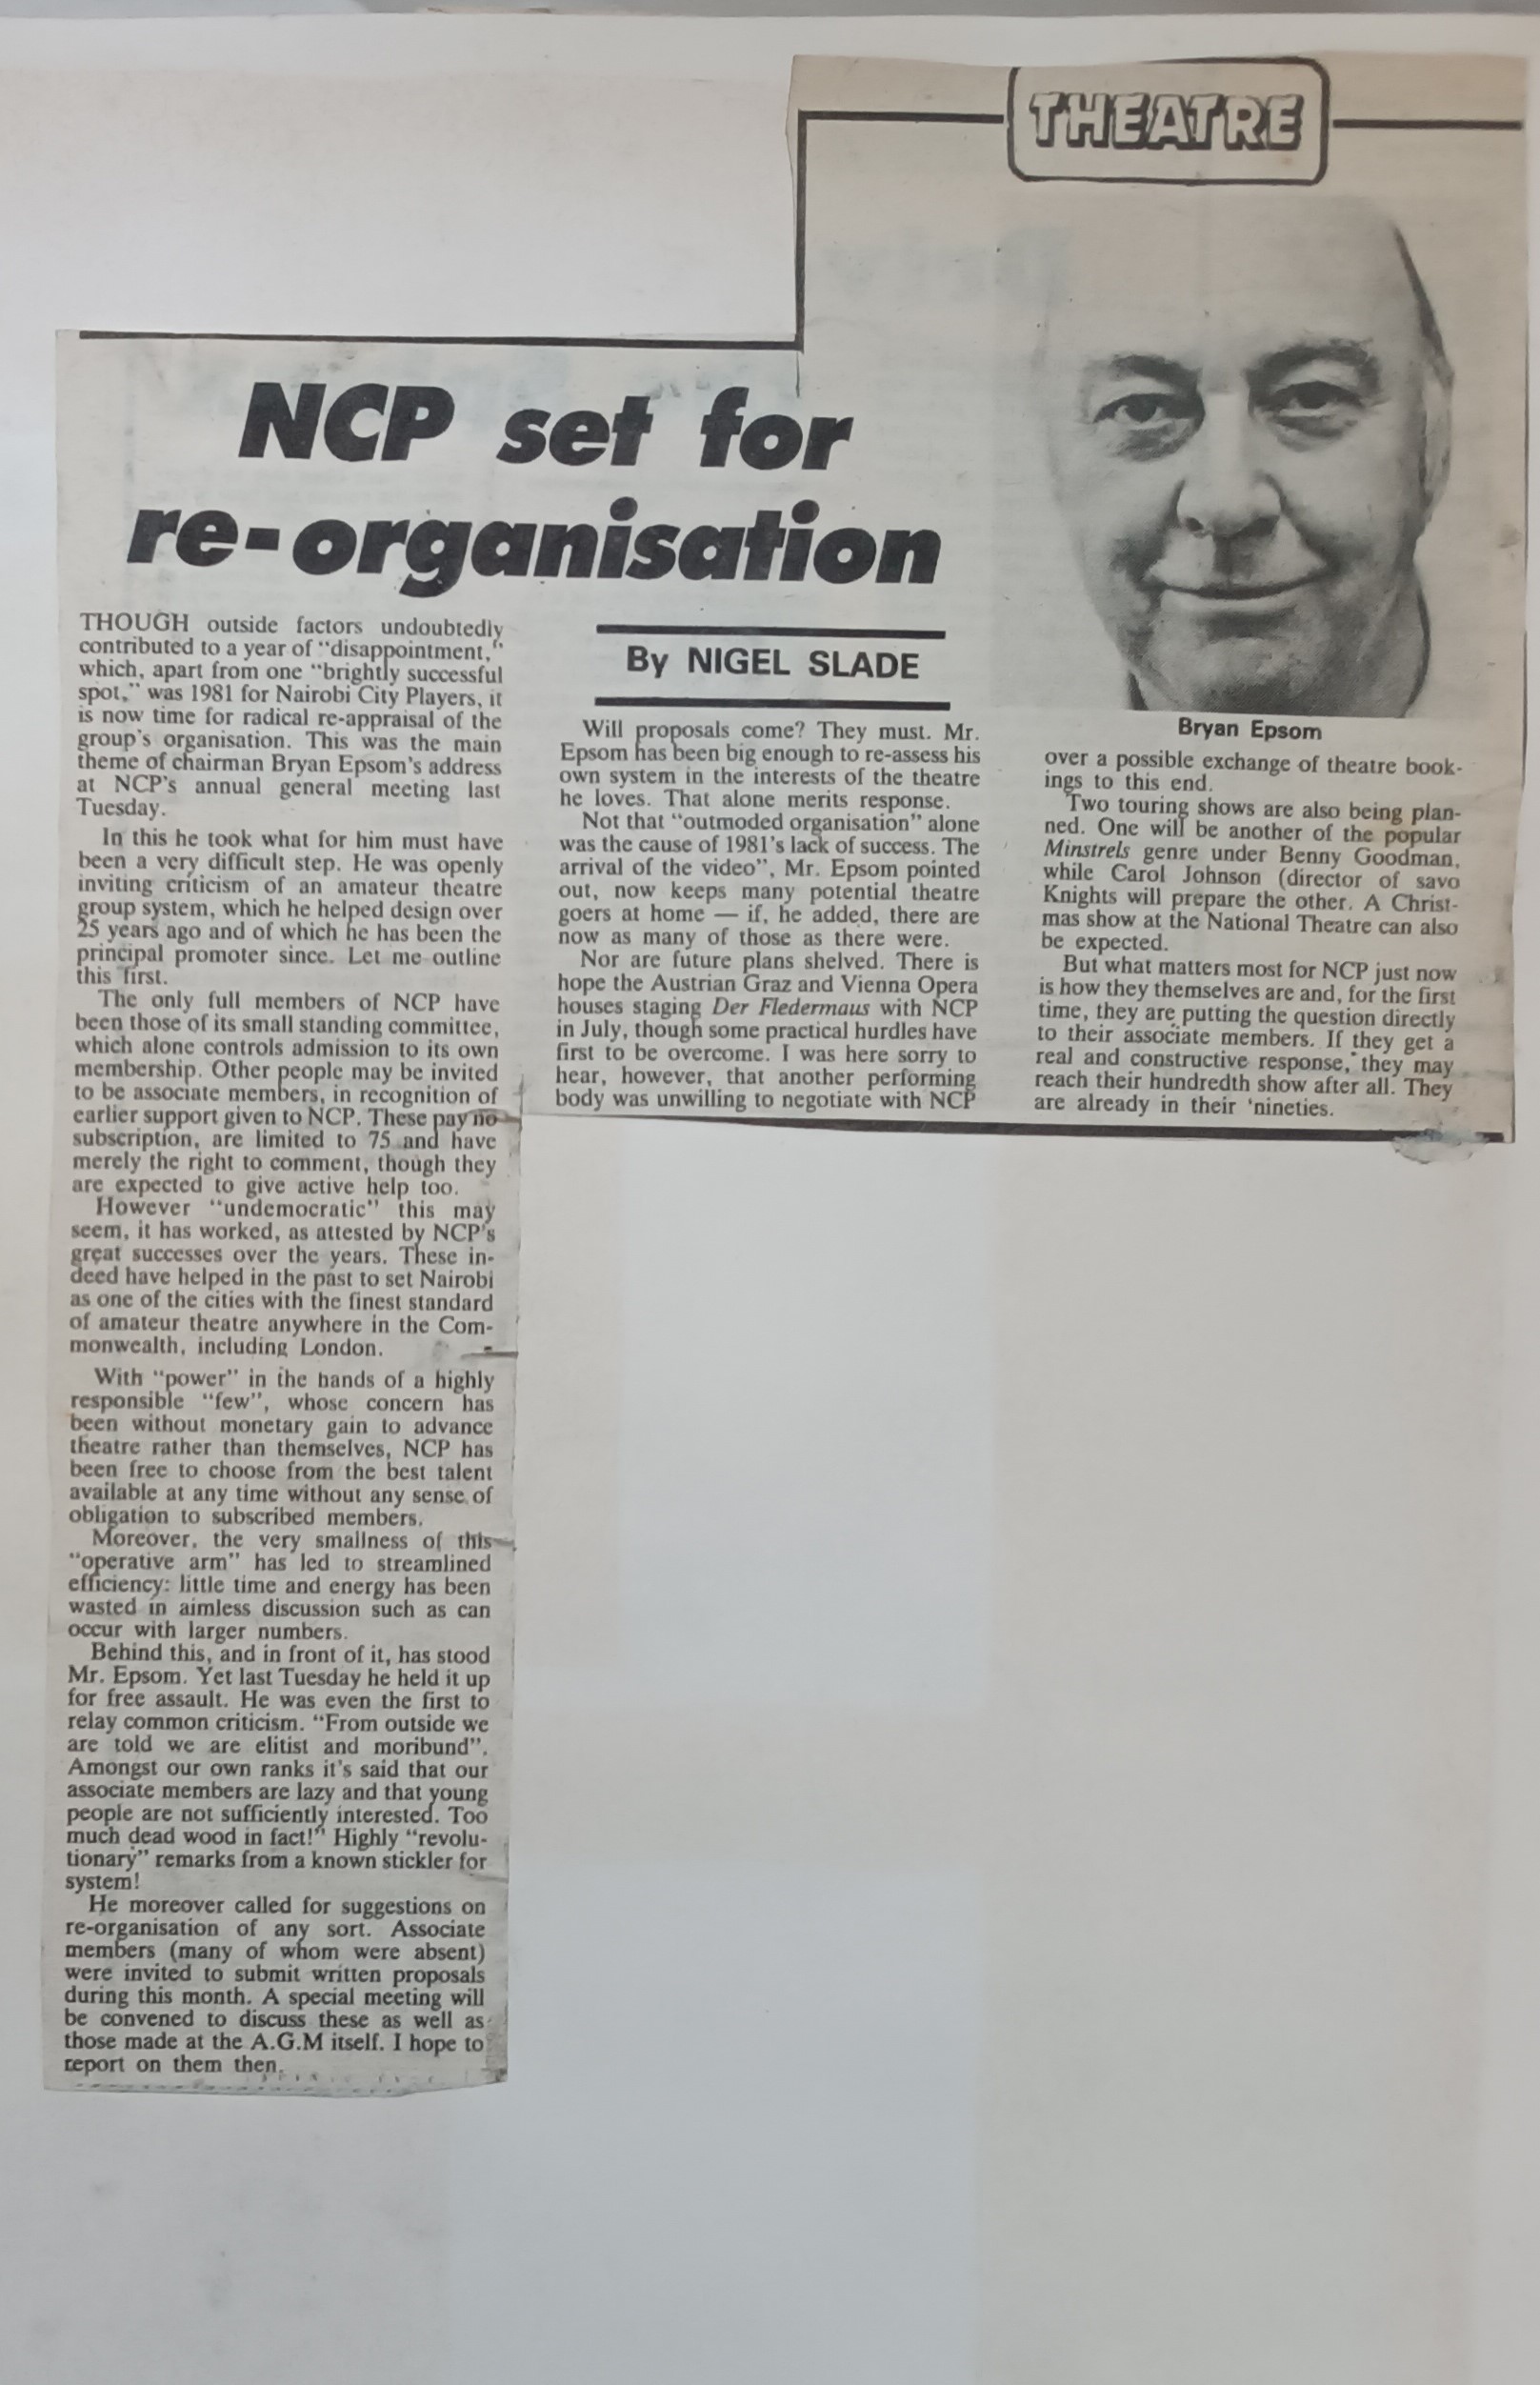 THEATRE
NCP set for
re-organisation
THOUGH outside factors undoubtedly
contributed to a year of "disappointment,"
which, apart from one "brightly successful
spot," was 1981 for Nairobi City Players, it
is now time for radical re-appraisal of the
group's organisation. This was the main
theme of chairman Bryan Epsom's address
at NCP's annual general meeting last
Tuesday.
In this he took what for him must have
been a very difficult step. He was openly
inviting criticism of an amateur theatre
group system, which he helped design over
25 years ago and of which he has been the
principal promoter since. Let me outline
this first.
The only full members of NCP have
been those of its small standing committee,
which alone controls admission to its own
membership. Other people may be invited
to be associate members, in recognition of
earlier support given to NCP. These pay no
subscription, are limited to 75 and have
merely the right to comment, though they
are expected to give active help too.
However "undemocratic" this may
seem, it has worked, as attested by NCP's
great successes over the years. These in-
deed have helped in the past to set Nairobi
as one of the cities with the finest standard
of amateur theatre anywhere in the Com-
monwealth, including London.
With "power" in the hands of a highly
responsible "few", whose concern has
been without monetary gain to advance
theatre rather than themselves, NCP has
been free to choose from the best talent
available at any time without any sense of
obligation to subscribed members.
Moreover, the very smallness of this
"operative arm" has led to streamlined
efficiency: little time and energy has been
wasted in aimless discussion such as can
occur with larger numbers.
Behind this, and in front of it, has stood
Mr. Epsom. Yet last Tuesday he held it up
for free assault. He was even the first to
relay common criticism. "From outside we
are told we are elitist and moribund".
Amongst our own ranks it's said that our
associate members are lazy and that young
people are not sufficiently interested. Too
much dead wood in fact!" Highly "revolu-
tionary" remarks from a known stickler for
system!
He moreover called for suggestions on
re-organisation of any sort. Associate
members (many of whom were absent)
were invited to submit written proposals
during this month. A special meeting will
be convened to discuss these as well as
those made at the A.G.M itself. I hope to
report on them then.
By NIGEL SLADE
Will proposals come? They must. Mr.
Epsom has been big enough to re-assess his
own system in the interests of the theatre
he loves. That alone merits response.
Not that "outmoded organisation" alone
was the cause of 1981's lack of success. The
arrival of the video", Mr. Epsom pointed
out, now keeps many potential theatre
goers at home — if, he added, there are
now as many of those as there were.
Nor are future plans shelved. There is
hope the Austrian Graz and Vienna Opera
houses staging Der Fledermaus with NCP
in July, though some practical hurdles have
first to be overcome. I was here sorry to
hear, however, that another performing
body was unwilling to negotiate with NCP
Bryan Epsom
over a possible exchange of theatre book-
ings to this end.
Two touring shows are also being plan-
ned. One will be another of the popular
Minstrels genre under Benny Goodman,
while Carol Johnson (director of savo
Knights will prepare the other. A Christ-
mas show at the National Theatre can also
be expected.
But what matters most for NCP just now
is how they themselves are and, for the first
time, they are putting the question directly
to their associate members. If they get a
real and constructive response, they may
reach their hundredth show after all. They
are already in their 'nineties.